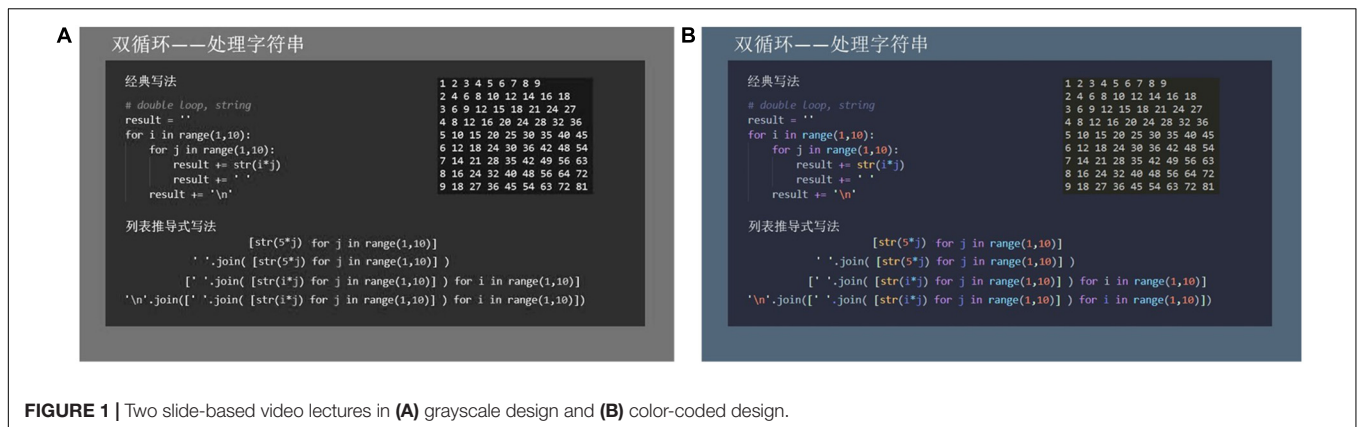 A
双循环——处理字符串
经典写法
# double loop, string
result = ''
for i in range(1,10):
    for j in range(1,10):
        result += str(i*j)
        result += ' '
    result += '\n'
1 2 3 4 5 6 7 8 9
2 4 6 8 10 12 14 16 18
3 6 9 12 15 18 21 24 27
4 8 12 16 20 24 28 32 36
5 10 15 20 25 30 35 40 45
6 12 18 24 30 36 42 48 54
7 14 21 28 35 42 49 56 63
8 16 24 32 40 48 56 64 72
9 18 27 36 45 54 63 72 81
列表推导式写法
[str(5*j) for j in range(1,10)]
' '.join( [str(5*j) for j in range(1,10)] )
[' '.join( [str(i*j) for j in range(1,10)] ) for i in range(1,10)]
'\n'.join([' '.join( [str(i*j) for j in range(1,10)] ) for i in range(1,10)])
B
双循环——处理字符串
经典写法
# double loop, string
result = ''
for i in range(1,10):
    for j in range(1,10):
        result += str(i*j)
        result += ' '
    result += '\n'
1 2 3 4 5 6 7 8 9
2 4 6 8 10 12 14 16 18
3 6 9 12 15 18 21 24 27
4 8 12 16 20 24 28 32 36
5 10 15 20 25 30 35 40 45
6 12 18 24 30 36 42 48 54
7 14 21 28 35 42 49 56 63
8 16 24 32 40 48 56 64 72
9 18 27 36 45 54 63 72 81
列表推导式写法
[str(5*j) for j in range(1,10)]
' '.join( [str(5*j) for j in range(1,10)] )
[' '.join( [str(i*j) for j in range(1,10)] ) for i in range(1,10)]
'\n'.join([' '.join( [str(i*j) for j in range(1,10)] ) for i in range(1,10)])
FIGURE 1 | Two slide-based video lectures in (A) grayscale design and (B) color-coded design.